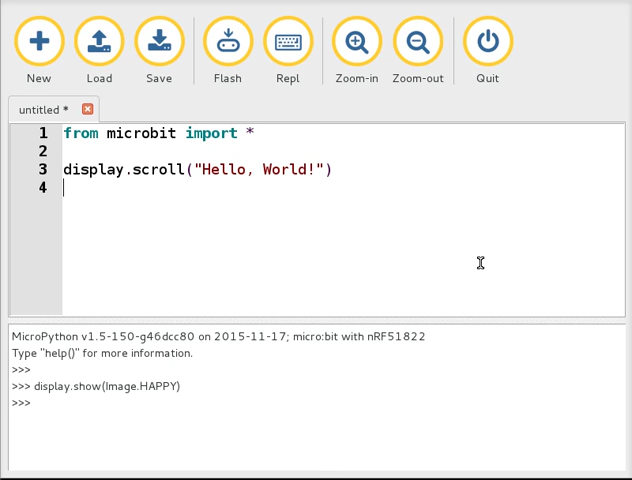 New Load Save Flash Repl Zoom-in Zoom-out Quit
untitled *
1 from microbit import *
2
3 display.scroll("Hello, World!")
4
MicroPython v1.5-150-g46dcc80 on 2015-11-17; micro:bit with nRF51822
Type "help()" for more information.
>>>
>>> display.show(Image.HAPPY)
>>>